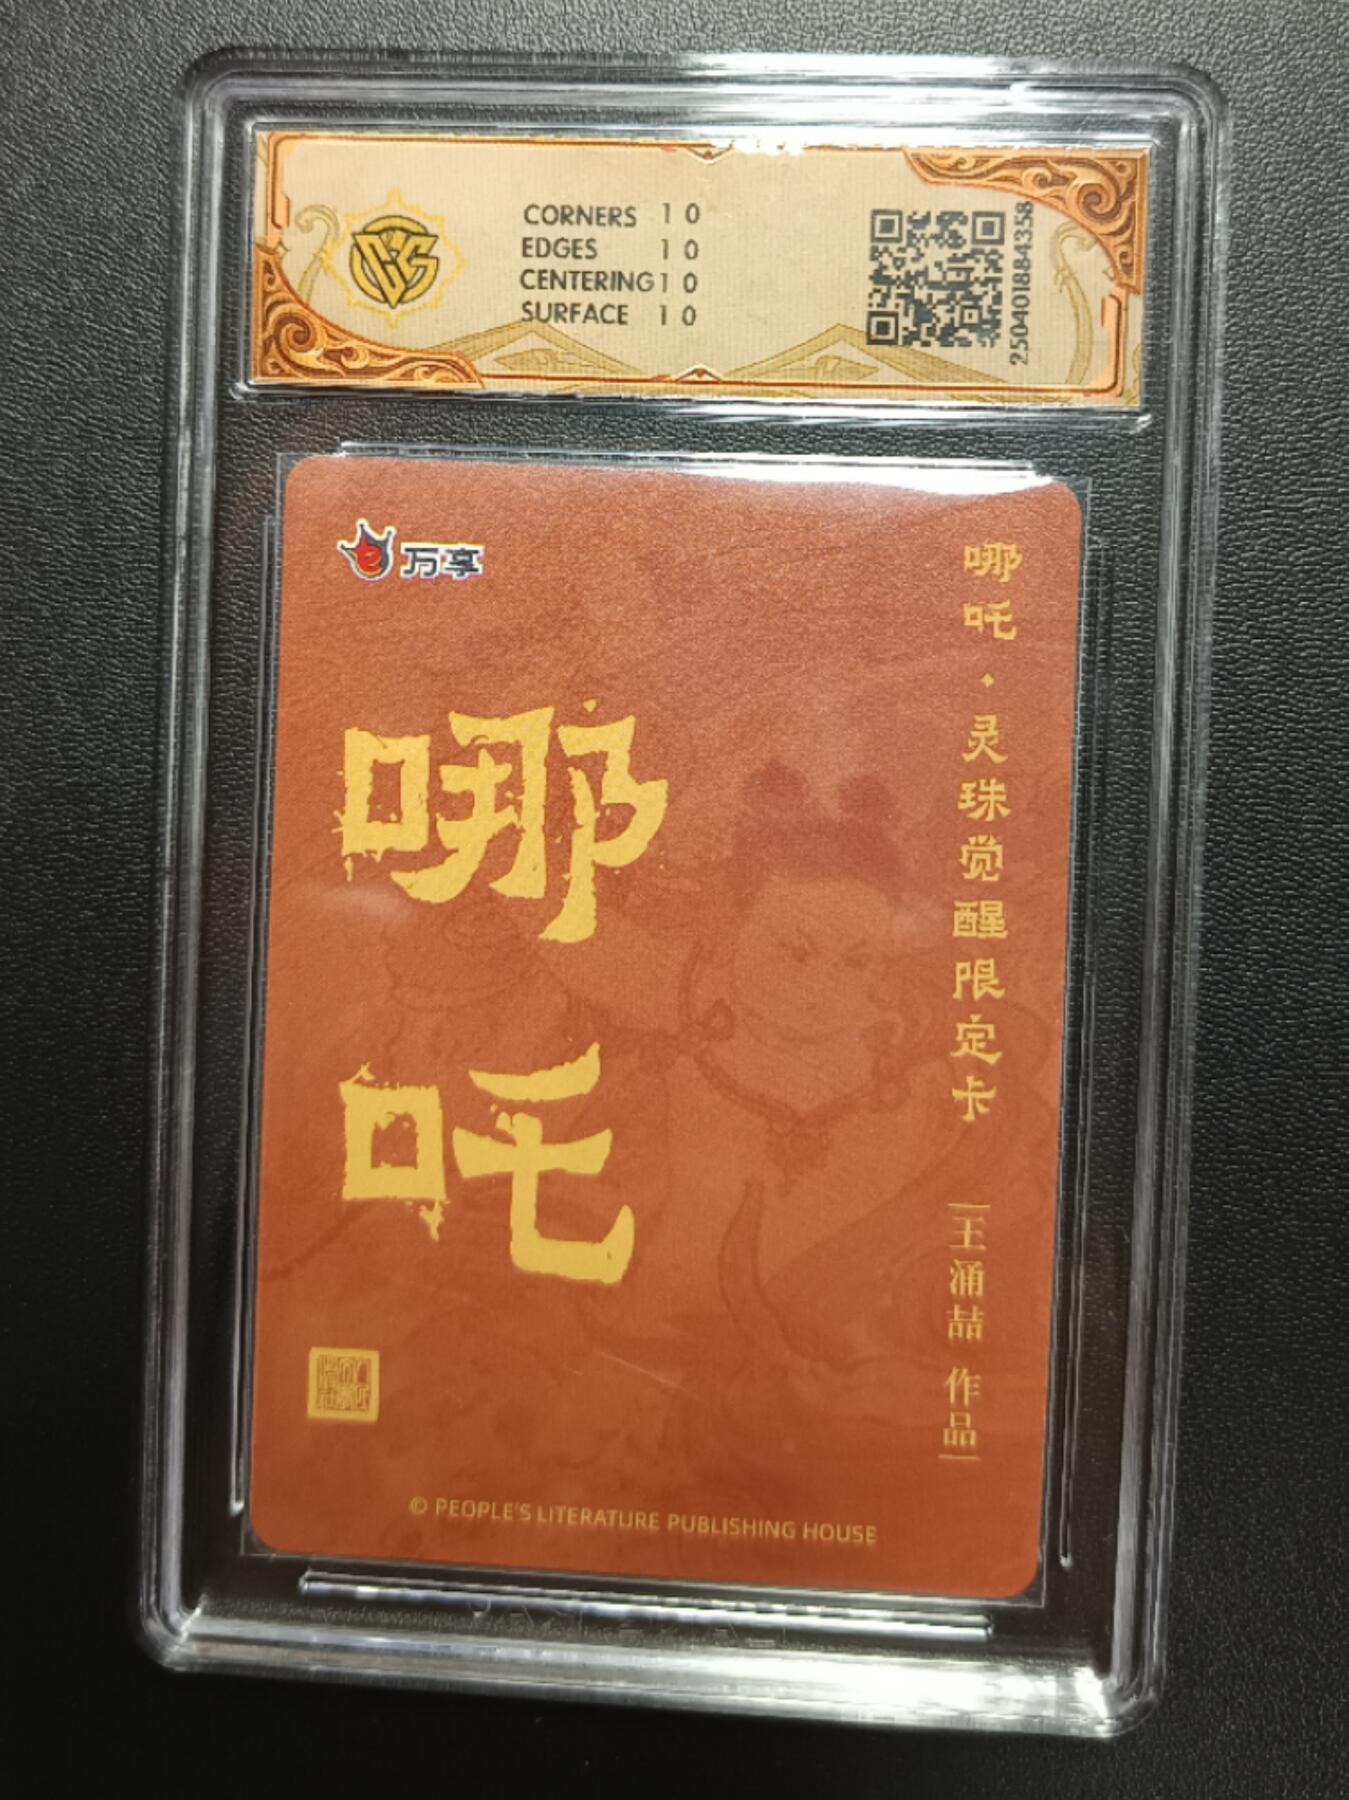 CORNERS 10
EDGES 10
CENTERING 10
SURFACE 10
2504018844358
万享
哪吒·灵珠觉醒限定卡
王涌喆 作品
哪吒
© PEOPLE'S LITERATURE PUBLISHING HOUSE